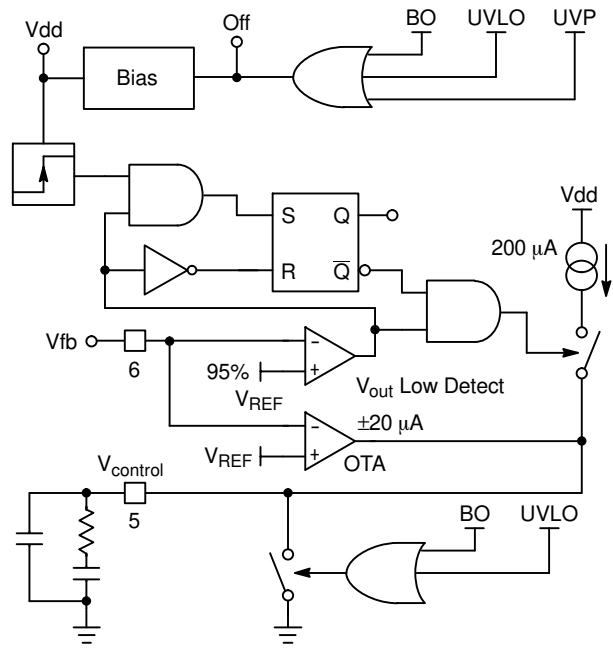 Vdd
Off
BO
UVLO
UVP
Bias
S
Q
R
Q̅
Vdd
200 μA
Vfb
6
95%
VREF
Vout Low Detect
±20 μA
VREF
OTA
Vcontrol
5
BO
UVLO
-
+
-
+